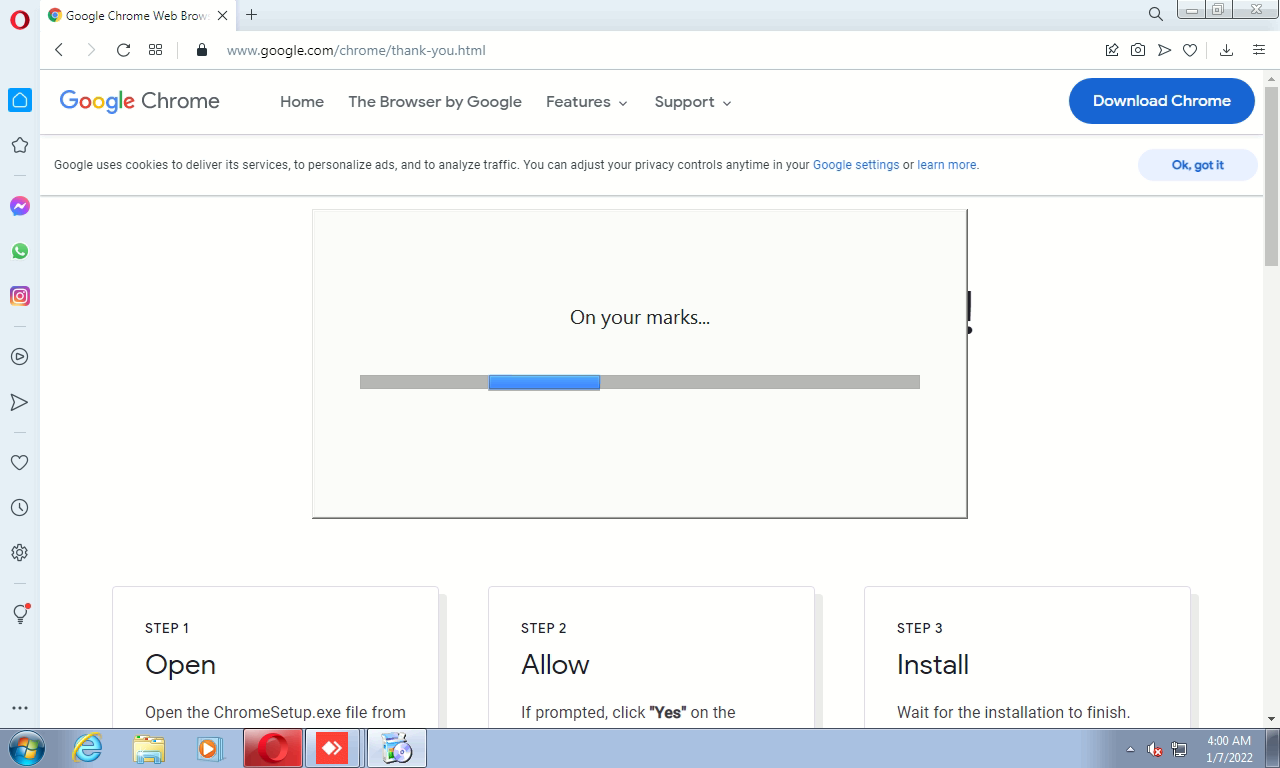 Google Chrome Web Brow
www.google.com/chrome/thank-you.html
Google Chrome
Home
The Browser by Google
Features
Support
Download Chrome
Google uses cookies to deliver its services, to personalize ads, and to analyze traffic. You can adjust your privacy controls anytime in your Google settings or learn more.
Ok, got it
!
On your marks...
STEP 1
Open
Open the ChromeSetup.exe file from
STEP 2
Allow
If prompted, click "Yes" on the
STEP 3
Install
Wait for the installation to finish.
4:00 AM
1/7/2022